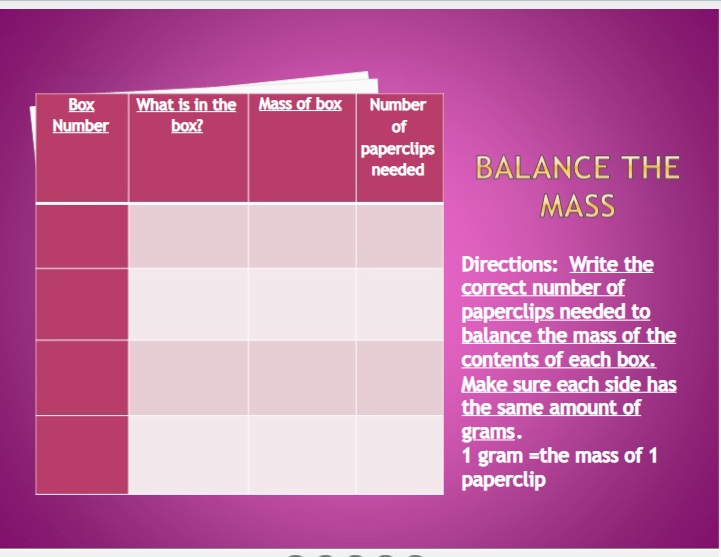 Box
Number
What is in the
box?
Mass of box
Number
of
paperclips
needed
BALANCE THE
MASS
Directions:  Write the
correct number of
paperclips needed to
balance the mass of the
contents of each box.
Make sure each side has
the same amount of
grams.
1 gram =the mass of 1
paperclip